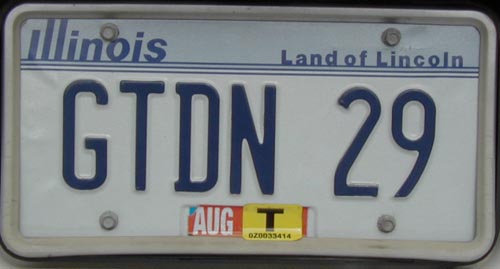 Illinois
Land of Lincoln
GTDN 29
AUG T
0Z0033414